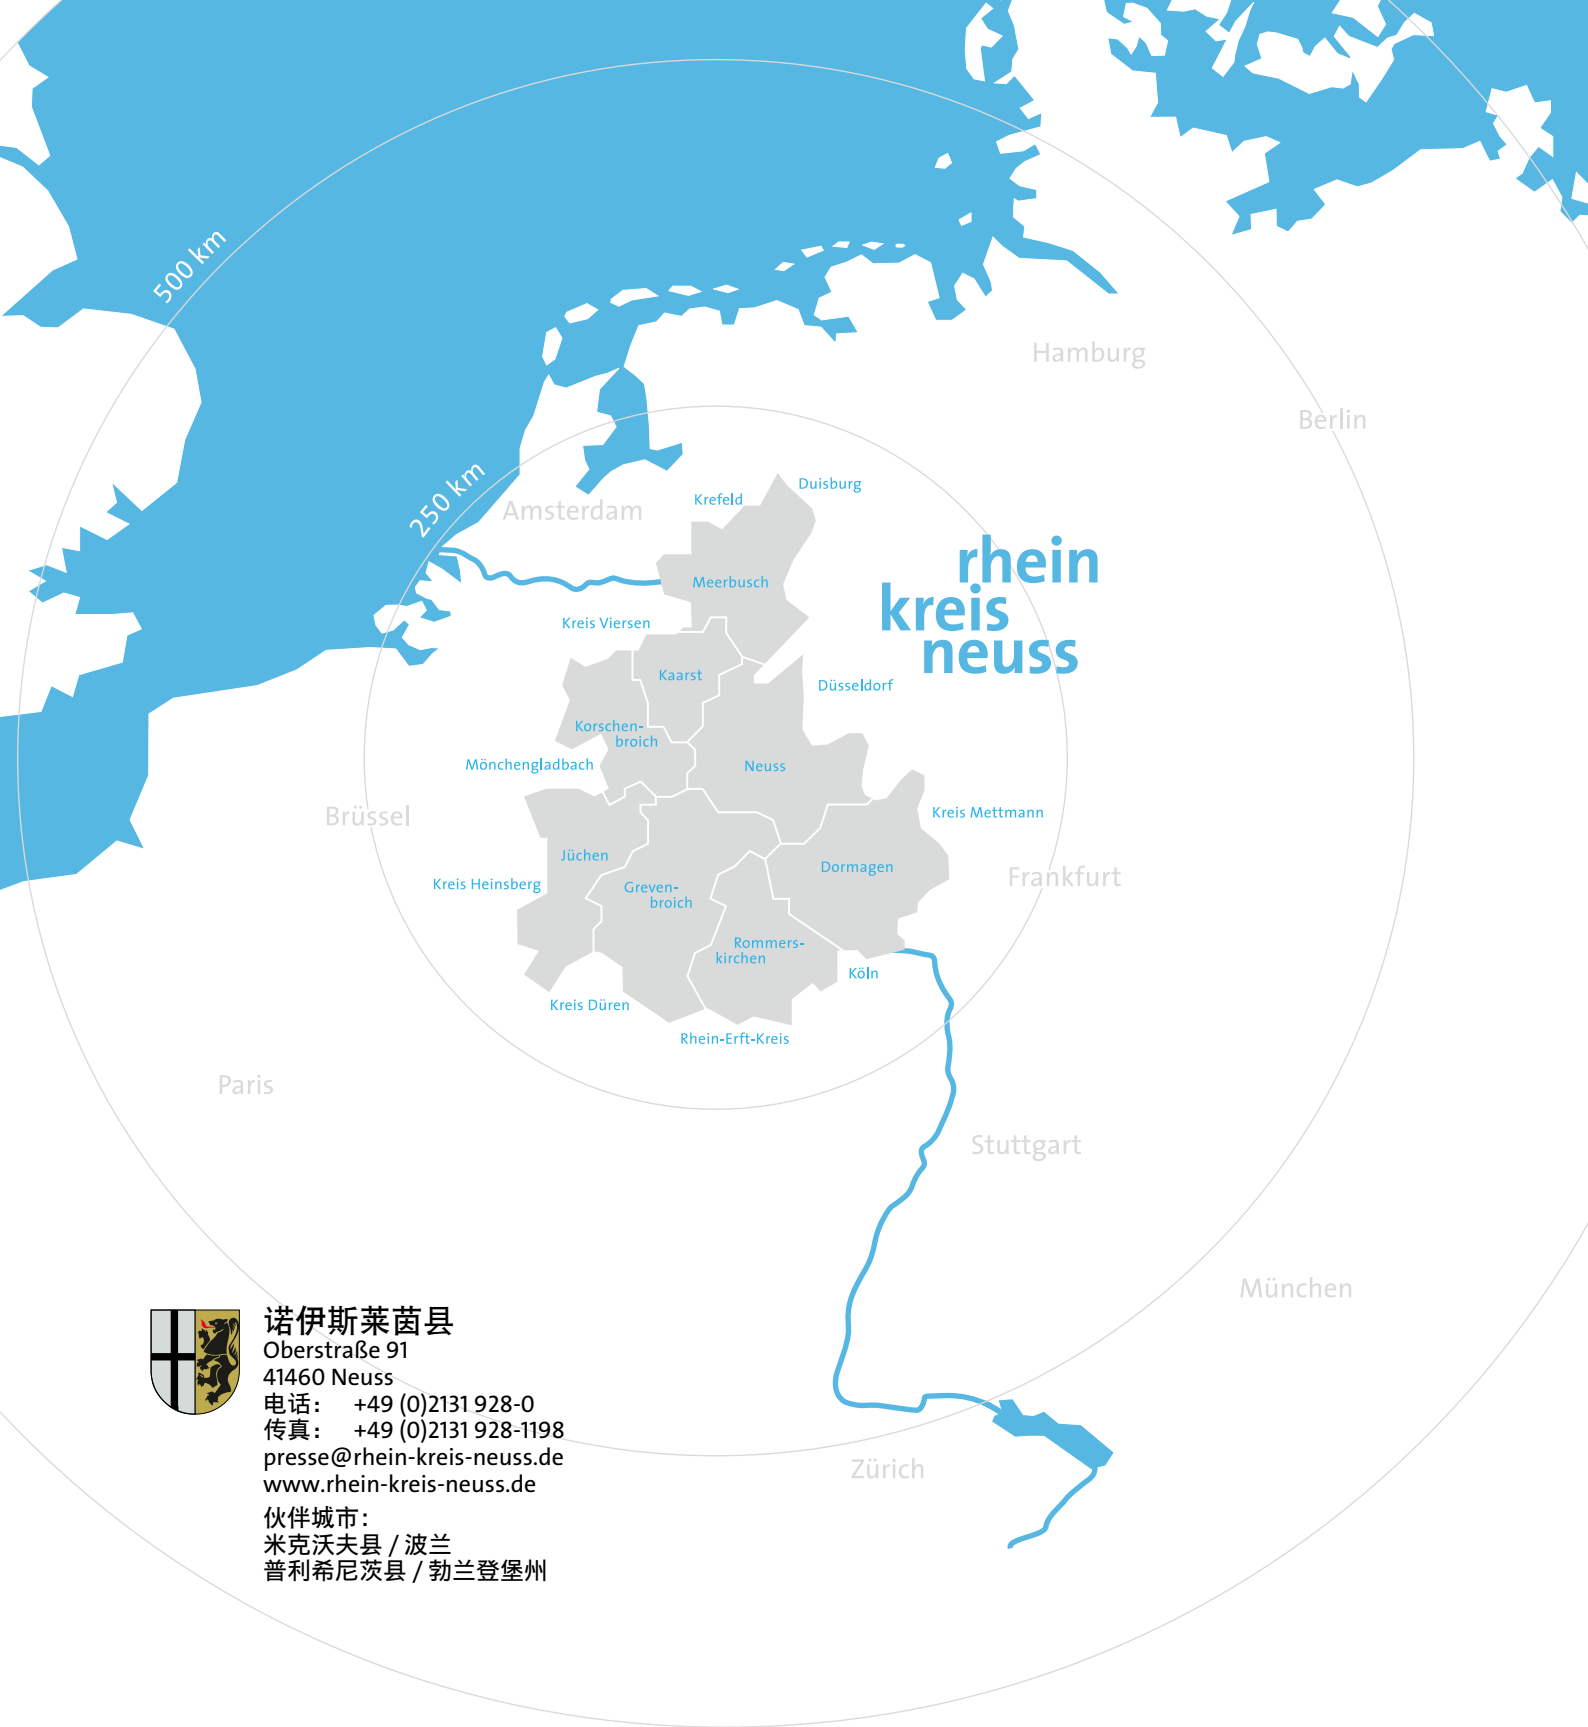 500 km
Hamburg
Berlin
250 km
Amsterdam
Krefeld
Duisburg
rhein
kreis
neuss
Meerbusch
Kreis Viersen
Kaarst
Düsseldorf
Korschen-
broich
Mönchengladbach
Neuss
Brüssel
Kreis Mettmann
Jüchen
Dormagen
Frankfurt
Kreis Heinsberg
Greven-
broich
Rommers-
kirchen
Köln
Kreis Düren
Rhein-Erft-Kreis
Paris
Stuttgart
München
Zürich
诺伊斯莱茵县
Oberstraße 91
41460 Neuss
电话： +49 (0)2131 928-0
传真： +49 (0)2131 928-1198
presse@rhein-kreis-neuss.de
www.rhein-kreis-neuss.de
伙伴城市：
米克沃夫县 / 波兰
普利希尼茨县 / 勃兰登堡州